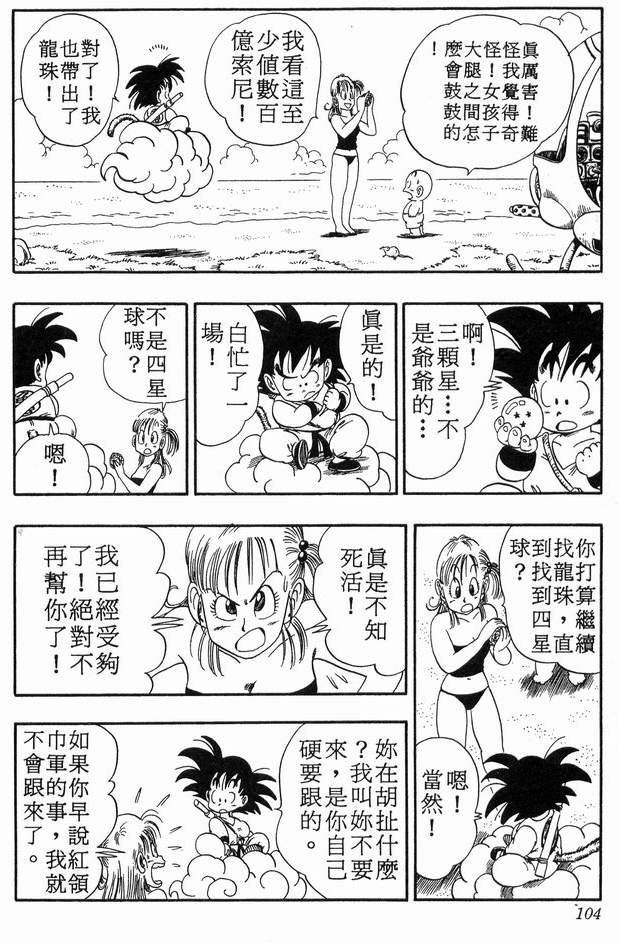 眞厲害！難
怪我覺得奇
怪！女孩子
大腿之間怎
麼會鼓鼓的
！
我看這至
少值數百
億索尼！
對了！我
也帶出了
龍珠！
啊！
三顆星…不
是爺爺的…
眞是的！
白忙了一
場！
不是四星
球嗎？
嗯！
你打算繼續
找龍珠，直
到找到四星
球？
嗯！
當然！
眞是不知
死活！
我已經受夠
了！絕對不
再幫你了！
妳在胡扯什麼
？我叫妳不要
來，是你自己
硬要跟的。
如果你早說紅領
巾軍的事，我就
不會跟來了。
104